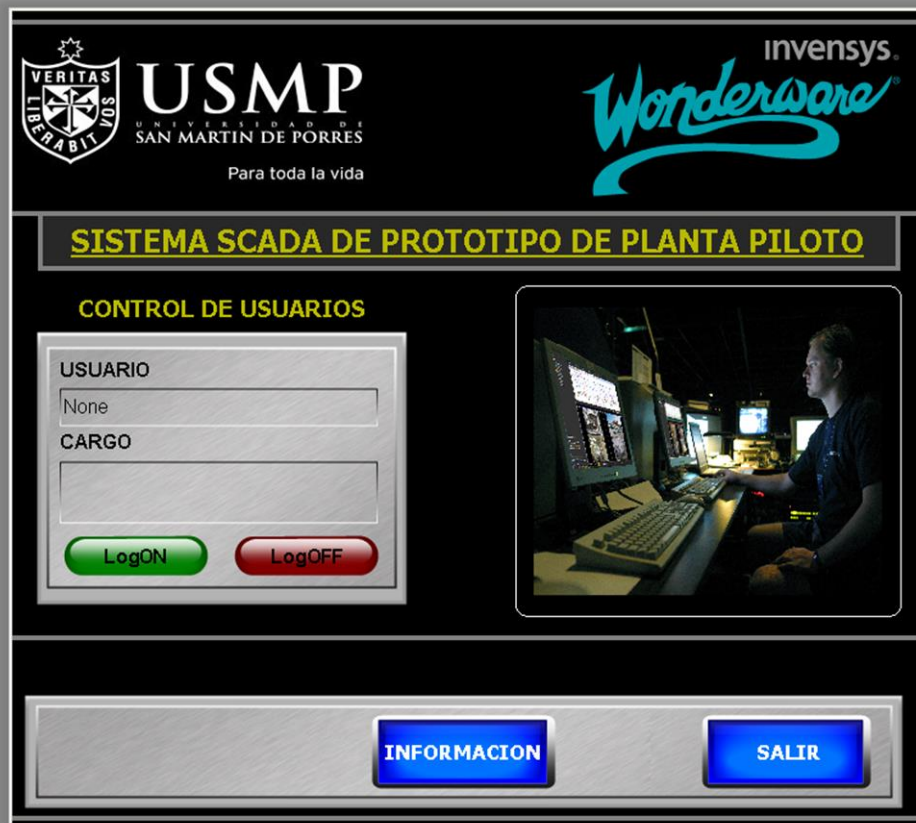 VERITAS
LIBERABIT VOS
USMP
UNIVERSIDAD DE
SAN MARTIN DE PORRES
Para toda la vida
invensys®
Wonderware®
SISTEMA SCADA DE PROTOTIPO DE PLANTA PILOTO
CONTROL DE USUARIOS
USUARIO
None
CARGO
LogON LogOFF
INFORMACION SALIR